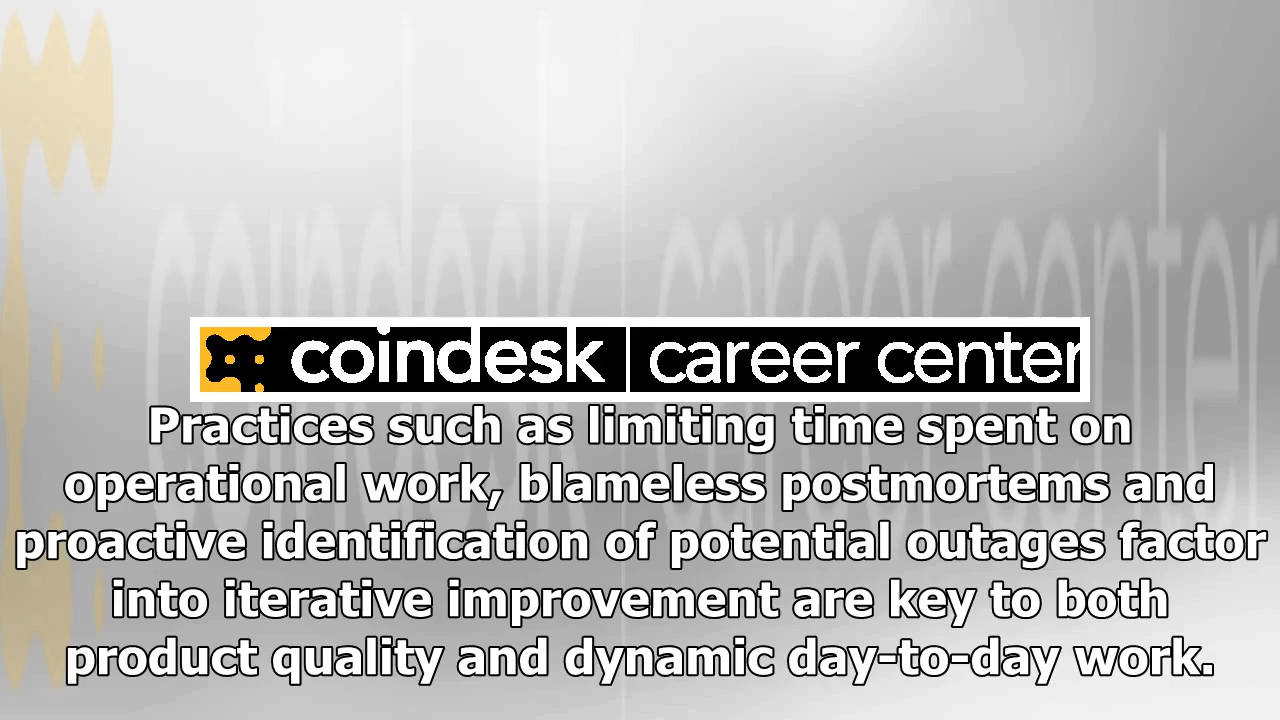 coindesk career center
Practices such as limiting time spent on
operational work, blameless postmortems and
proactive identification of potential outages factor
into iterative improvement are key to both
product quality and dynamic day-to-day work.